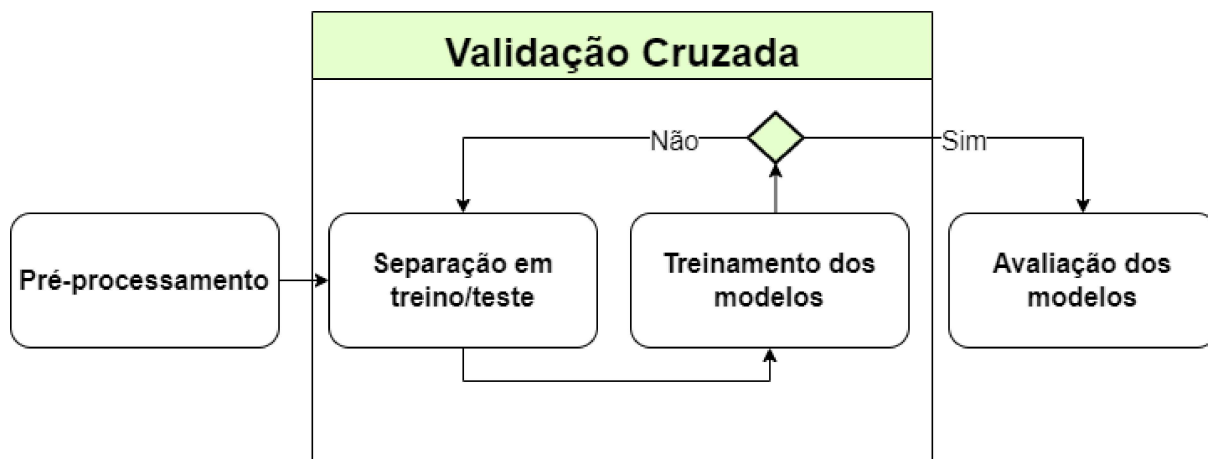 Validação Cruzada
Não
Sim
Pré-processamento
Separação em
treino/teste
Treinamento dos
modelos
Avaliação dos
modelos